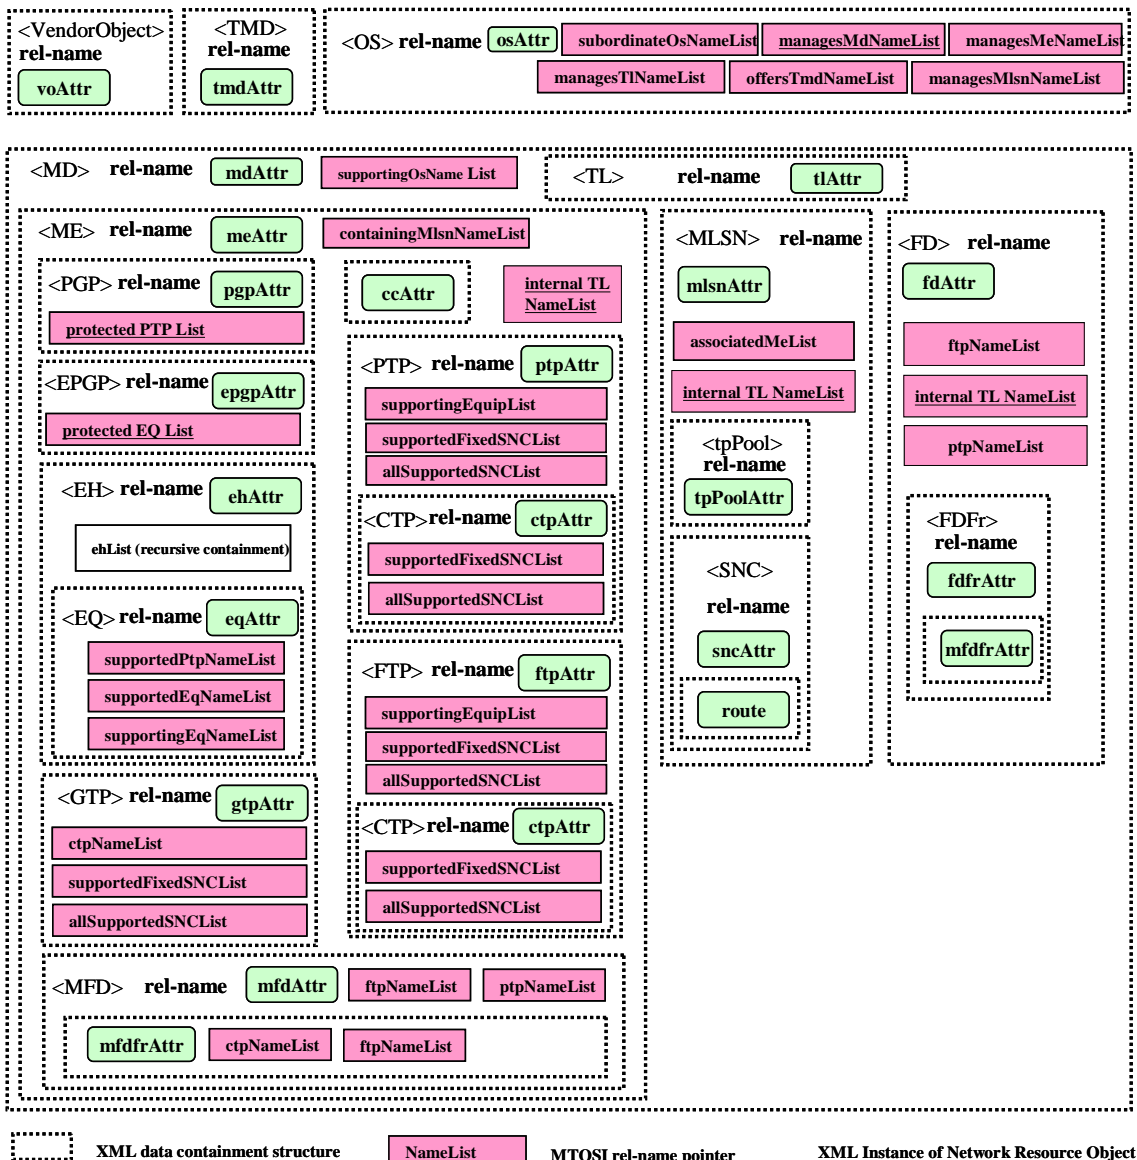 <VendorObject>
rel-name
voAttr
<TMD>
rel-name
tmdAttr
<OS> rel-name osAttr subordinateOsNameList managesMdNameList managesMeNameList
managesTlNameList offersTmdNameList managesMlsnNameList
<MD> rel-name mdAttr supportingOsName List
<TL> rel-name tlAttr
<ME> rel-name meAttr containingMlsnNameList
<PGP> rel-name pgpAttr
protected PTP List
<EPGP> rel-name epgpAttr
protected EQ List
<EH> rel-name ehAttr
ehList (recursive containment)
<EQ> rel-name eqAttr
supportedPtpNameList
supportedEqNameList
supportingEqNameList
<GTP> rel-name gtpAttr
ctpNameList
supportedFixedSNCList
allSupportedSNCList
ccAttr
internal TL
NameList
<PTP> rel-name ptpAttr
supportingEquipList
supportedFixedSNCList
allSupportedSNCList
<CTP> rel-name ctpAttr
supportedFixedSNCList
allSupportedSNCList
<FTP> rel-name ftpAttr
supportingEquipList
supportedFixedSNCList
allSupportedSNCList
<CTP> rel-name ctpAttr
supportedFixedSNCList
allSupportedSNCList
<MFD> rel-name mfdAttr ftpNameList ptpNameList
mfdfrAttr ctpNameList ftpNameList
<MLSN> rel-name
mlsnAttr
associatedMeList
internal TL NameList
<tpPool>
rel-name
tpPoolAttr
<SNC>
rel-name
sncAttr
route
<FD> rel-name
fdAttr
ftpNameList
internal TL NameList
ptpNameList
<FDFr>
rel-name
fdfrAttr
mfdfrAttr
XML data containment structure NameList MTOSI rel-name pointer XML Instance of Network Resource Object